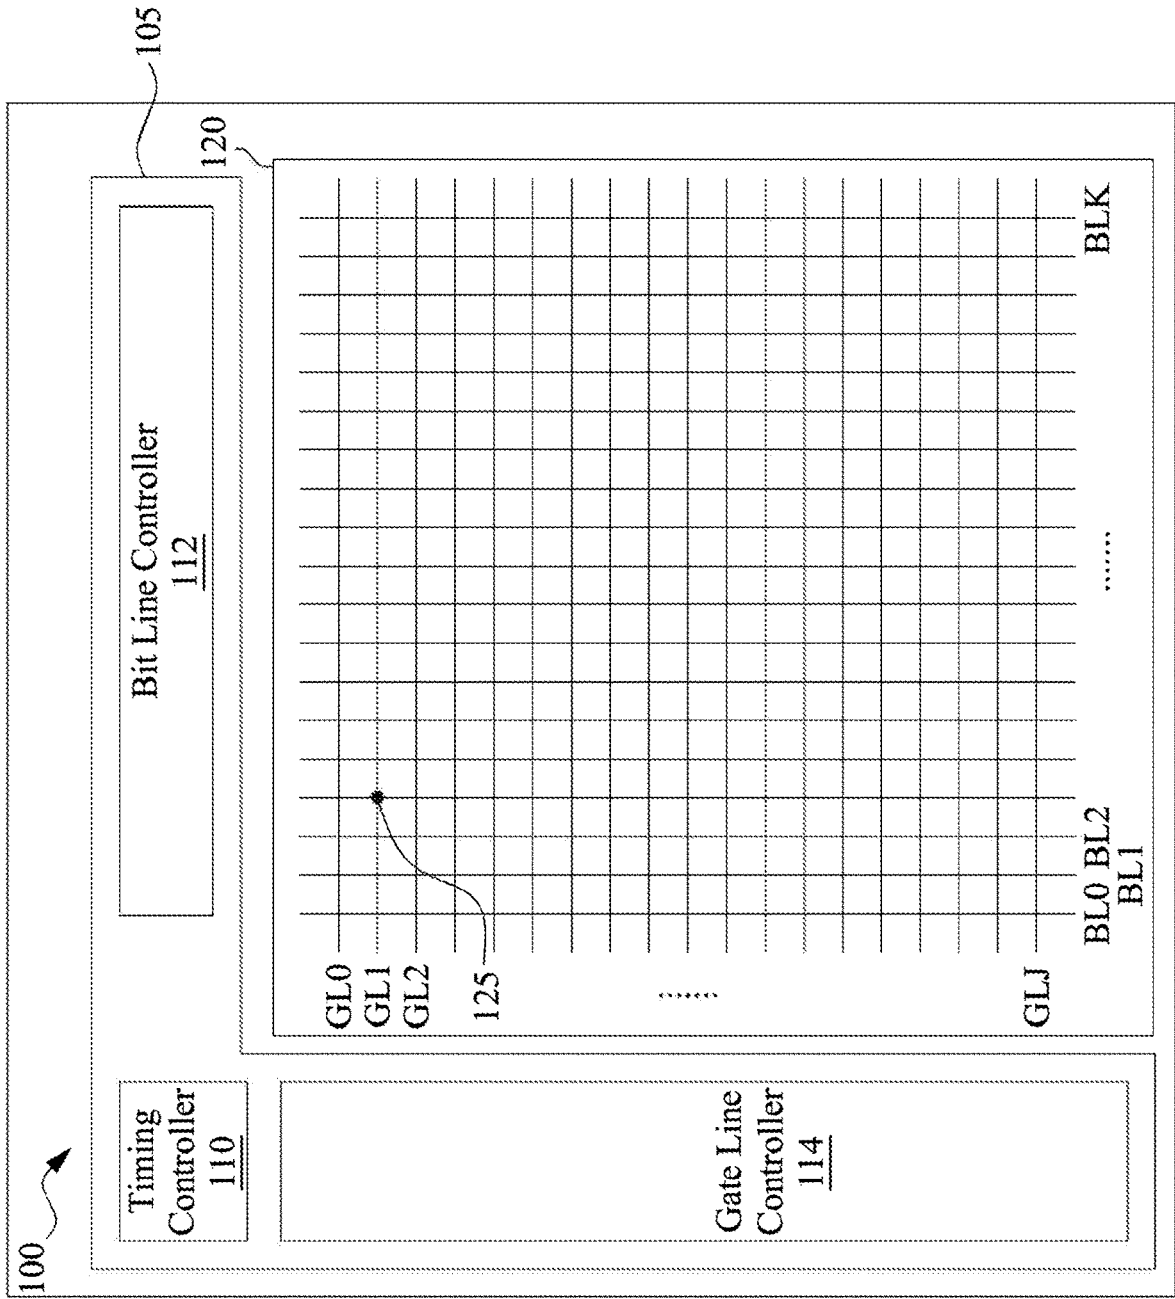 100
105
Timing
Controller
110
Bit Line Controller
112
120
Gate Line
Controller
114
GL0
GL1
GL2
125
......
GLJ
BL0 BL2
BL1
......
BLK